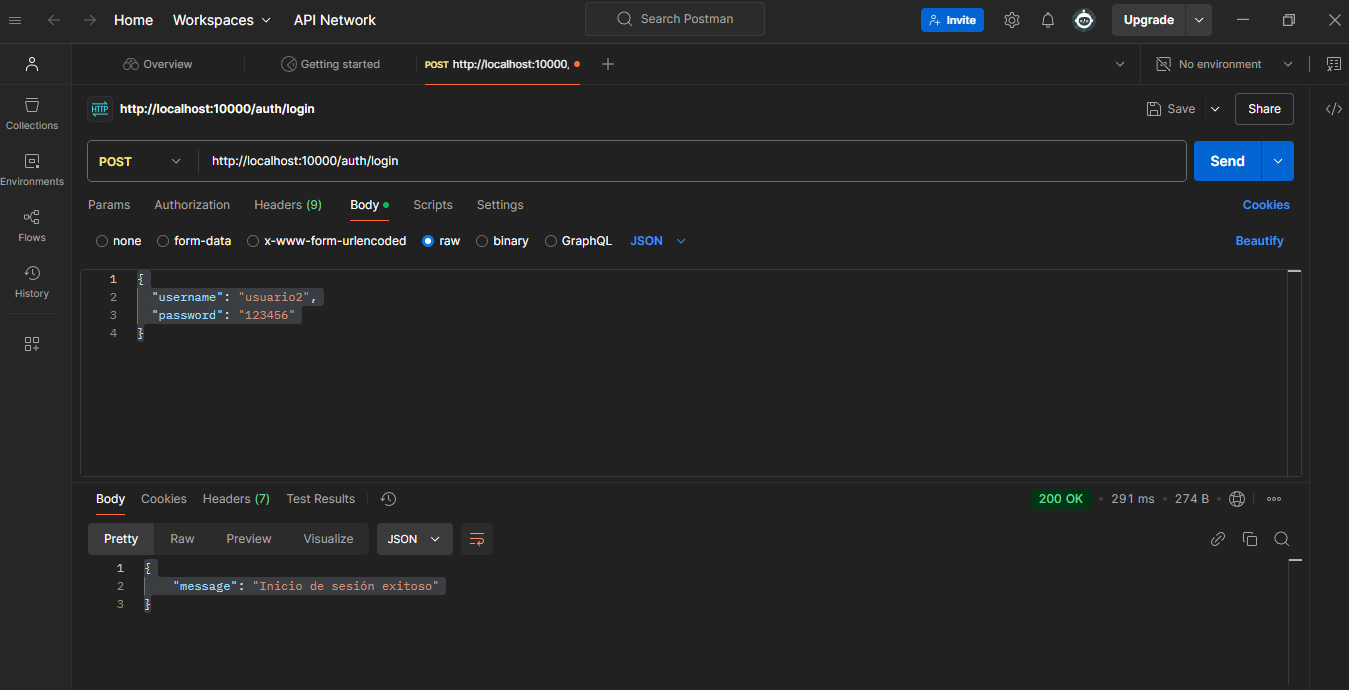 Home Workspaces API Network Search Postman Invite Upgrade
Overview Getting started POST http://localhost:10000, No environment
HTTP http://localhost:10000/auth/login Save Share
Collections
POST http://localhost:10000/auth/login Send
Environments
Params Authorization Headers (9) Body Scripts Settings Cookies
Flows
none form-data x-www-form-urlencoded raw binary GraphQL JSON Beautify
History
1 {
2 "username": "usuario2",
3 "password": "123456"
4 }
Body Cookies Headers (7) Test Results 200 OK • 291 ms • 274 B
Pretty Raw Preview Visualize JSON
1 {
2 "message": "Inicio de sesión exitoso"
3 }